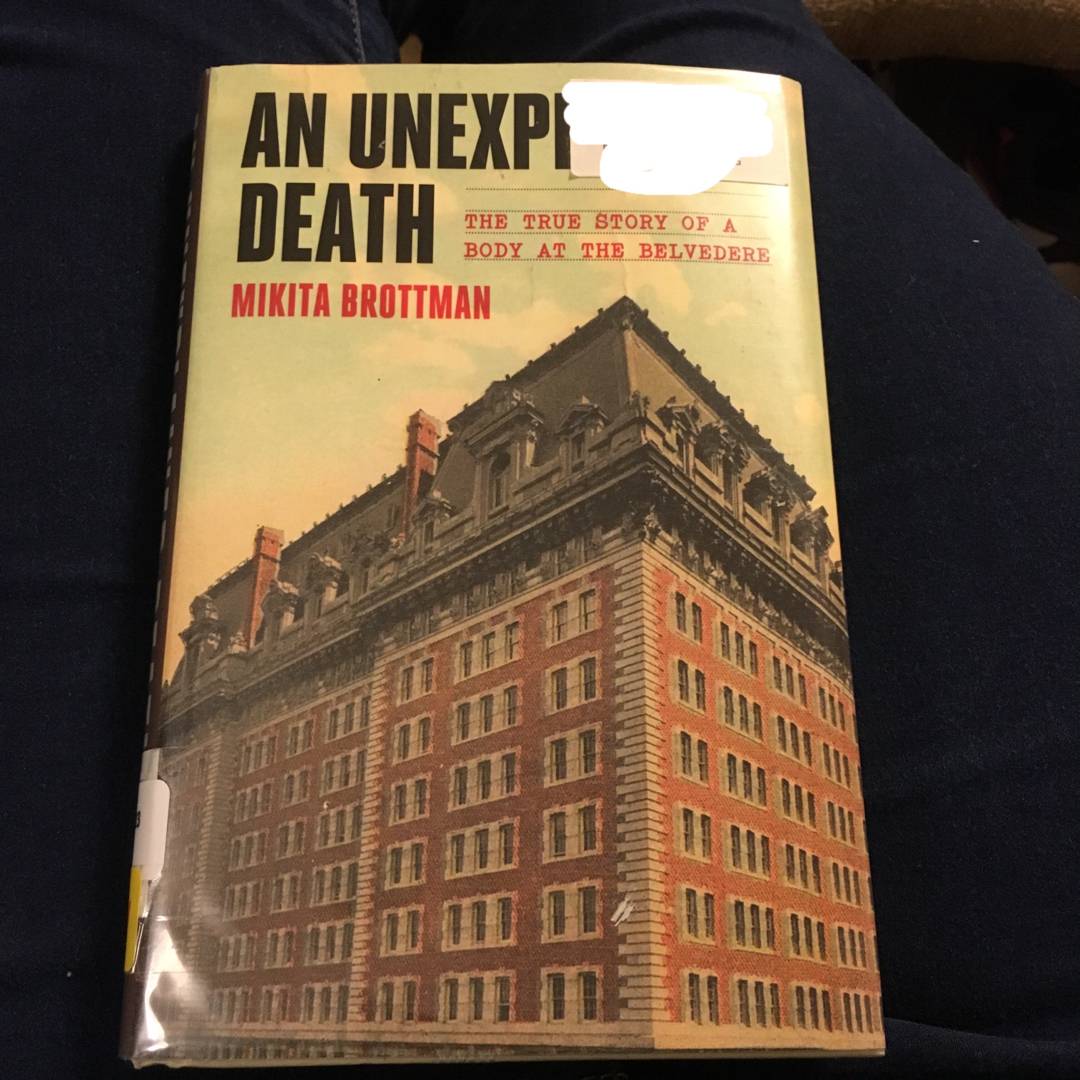 AN UNEXP
DEATH
THE TRUE STORY OF A
BODY AT THE BELVEDERE
MIKITA BROTTMAN